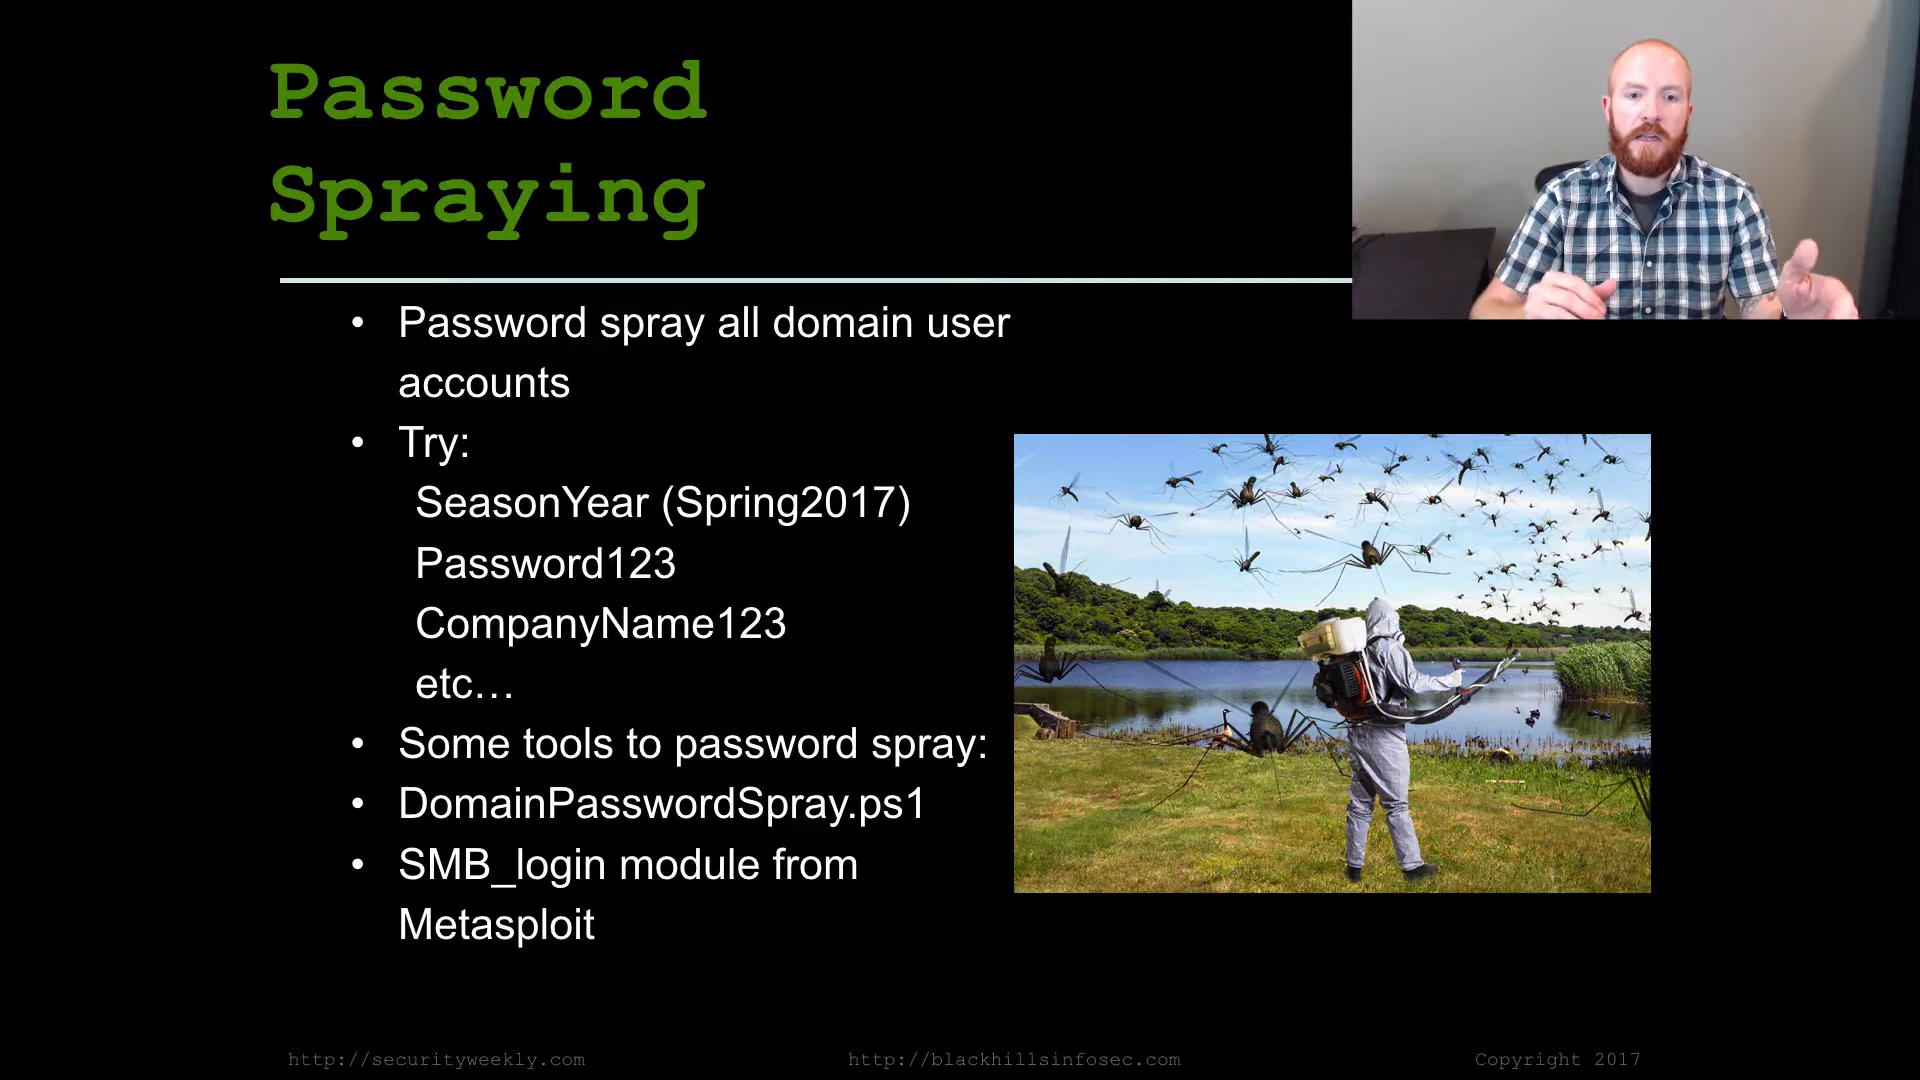 Password
Spraying
• Password spray all domain user
accounts
• Try:
SeasonYear (Spring2017)
Password123
CompanyName123
etc…
• Some tools to password spray:
• DomainPasswordSpray.ps1
• SMB_login module from
Metasploit
http://securityweekly.com
http://blackhillsinfosec.com
Copyright 2017